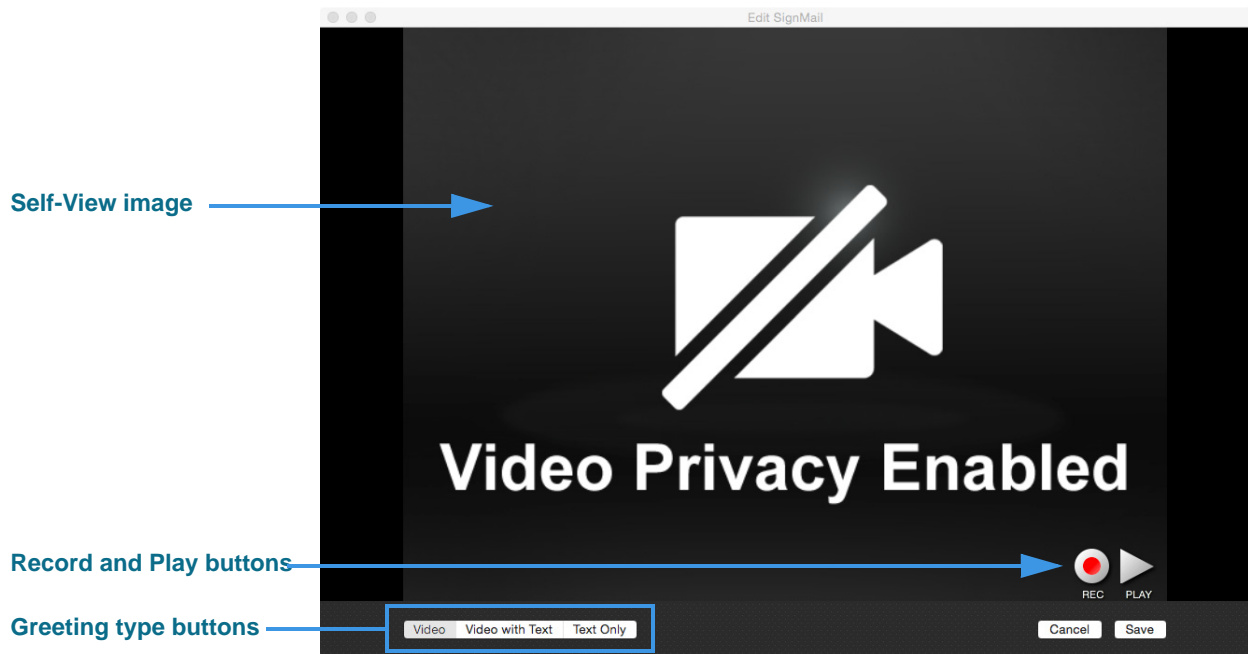 Edit SignMail
Self-View image
Video Privacy Enabled
Record and Play buttons
REC PLAY
Greeting type buttons
Video Video with Text Text Only Cancel Save